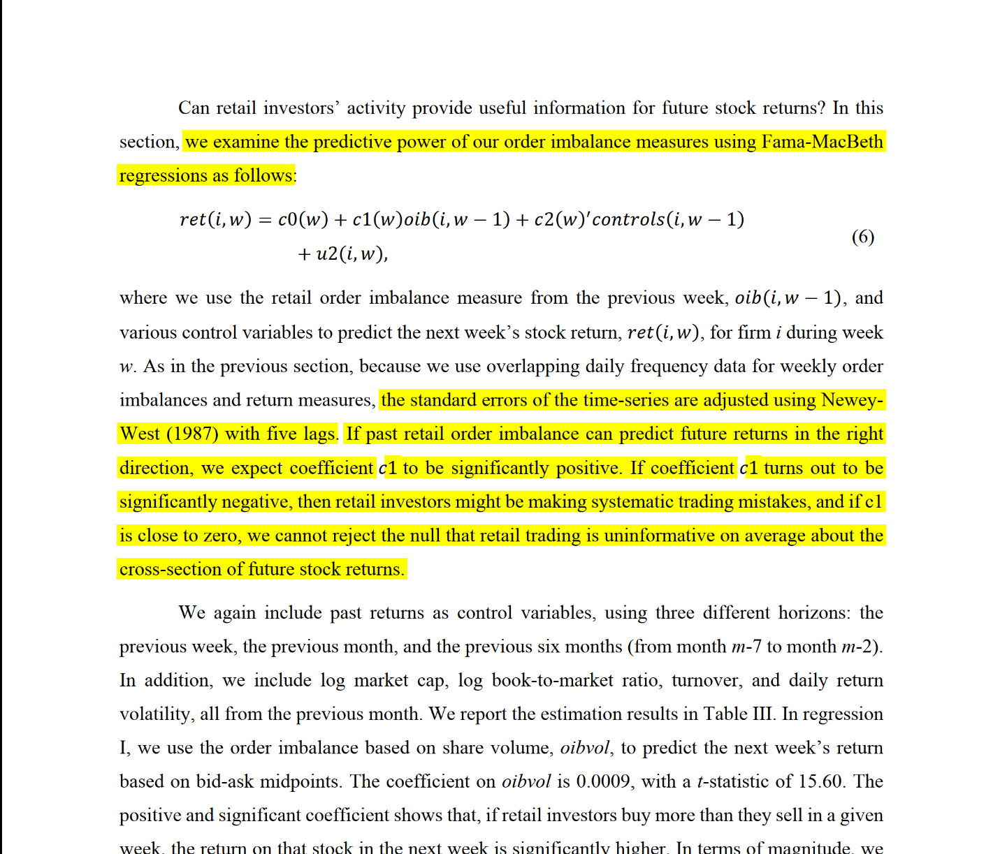 Can retail investors’ activity provide useful information for future stock returns? In this
section, we examine the predictive power of our order imbalance measures using Fama-MacBeth
regressions as follows:
ret(i, w) = c0(w) + c1(w)oib(i, w − 1) + c2(w)′controls(i, w − 1)
+ u2(i, w),
(6)
where we use the retail order imbalance measure from the previous week, oib(i, w − 1), and
various control variables to predict the next week’s stock return, ret(i, w), for firm i during week
w. As in the previous section, because we use overlapping daily frequency data for weekly order
imbalances and return measures, the standard errors of the time-series are adjusted using Newey-
West (1987) with five lags. If past retail order imbalance can predict future returns in the right
direction, we expect coefficient c1 to be significantly positive. If coefficient c1 turns out to be
significantly negative, then retail investors might be making systematic trading mistakes, and if c1
is close to zero, we cannot reject the null that retail trading is uninformative on average about the
cross-section of future stock returns.
We again include past returns as control variables, using three different horizons: the
previous week, the previous month, and the previous six months (from month m-7 to month m-2).
In addition, we include log market cap, log book-to-market ratio, turnover, and daily return
volatility, all from the previous month. We report the estimation results in Table III. In regression
I, we use the order imbalance based on share volume, oibvol, to predict the next week’s return
based on bid-ask midpoints. The coefficient on oibvol is 0.0009, with a t-statistic of 15.60. The
positive and significant coefficient shows that, if retail investors buy more than they sell in a given
week, the return on that stock in the next week is significantly higher. In terms of magnitude, we